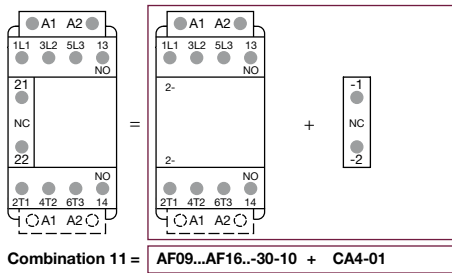 A1 A2 A1 A2
1L1 3L2 5L3 13 1L1 3L2 5L3 13
NO NO
21 2- -1
NC = + NC
22 2- -2
NO NO
2T1 4T2 6T3 14 2T1 4T2 6T3 14
A1 A2 A1 A2
Combination 11 = AF09...AF16..-30-10 + CA4-01